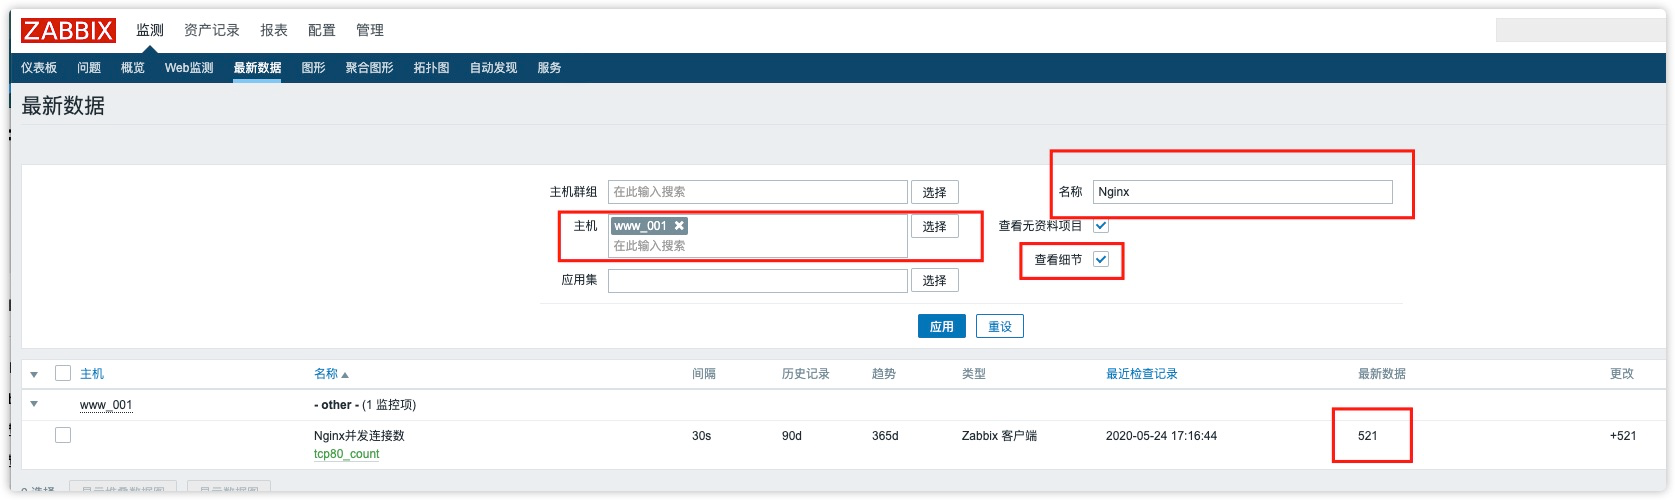 ZABBIX 监测 资产记录 报表 配置 管理
仪表板 问题 概览 Web监测 最新数据 图形 聚合图形 拓扑图 自动发现 服务
最新数据
主机群组 在此输入搜索 选择 名称 Nginx
主机 www_001 选择 查看无资料项目
在此输入搜索 查看细节
应用集 选择
应用 重设
主机 名称 间隔 历史记录 趋势 类型 最近检查记录 最新数据 更改
www_001 - other - (1 监控项)
Nginx并发连接数 30s 90d 365d Zabbix 客户端 2020-05-24 17:16:44 521 +521
tcp80_count